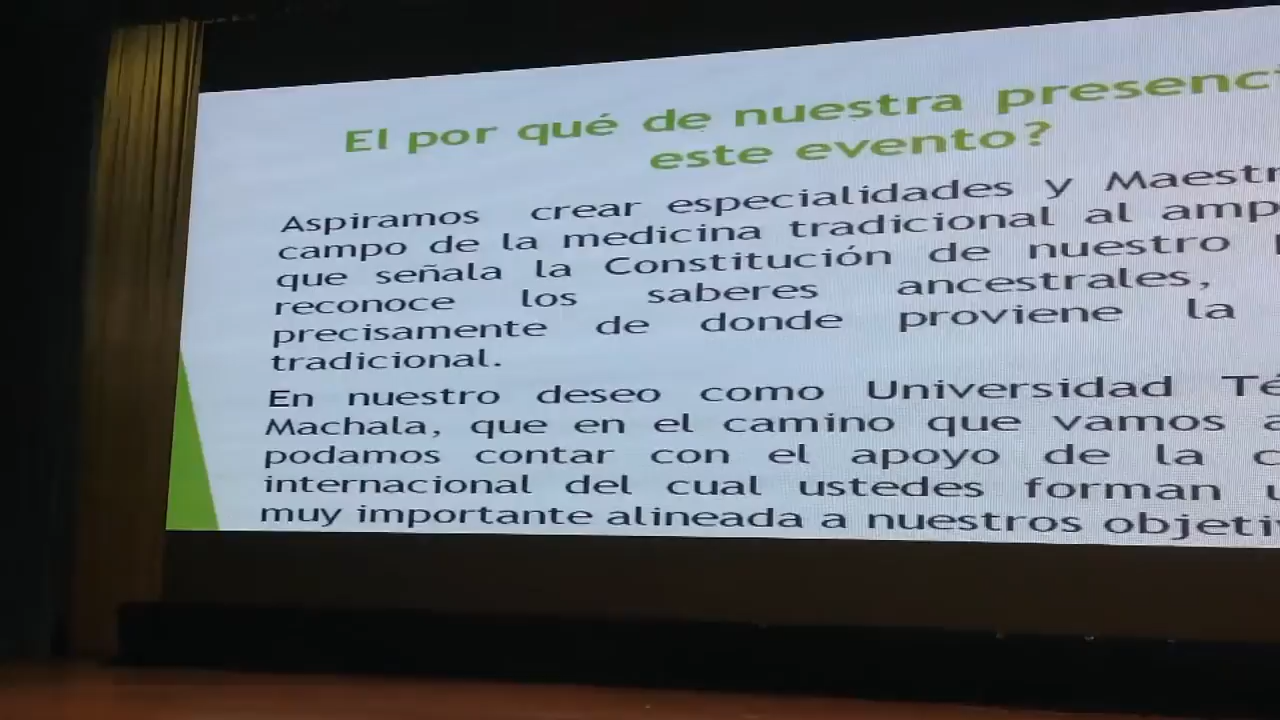 El por qué de nuestra
este evento?
Aspiramos crear especialidades y
campo de la medicina tradicional al
que señala la Constitución de nuestro
reconoce los saberes ancestrales,
precisamente de donde proviene la
tradicional.
En nuestro deseo como Universidad
Machala, que en el camino que vamos
podamos contar con el apoyo de la
internacional del cual ustedes forman
muy importante alineada a nuestros